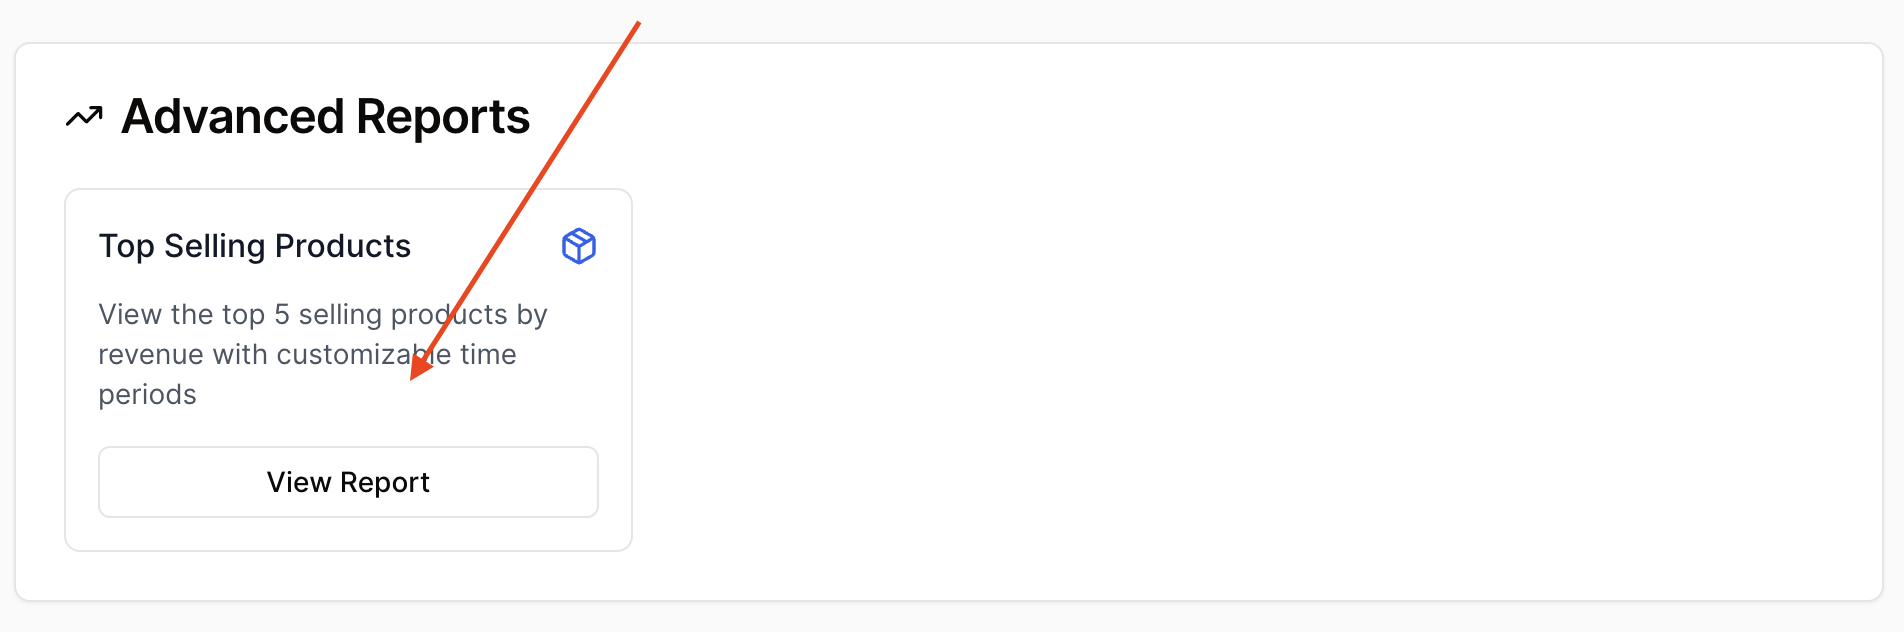 Advanced Reports
Top Selling Products
View the top 5 selling products by
revenue with customizable time
periods
View Report